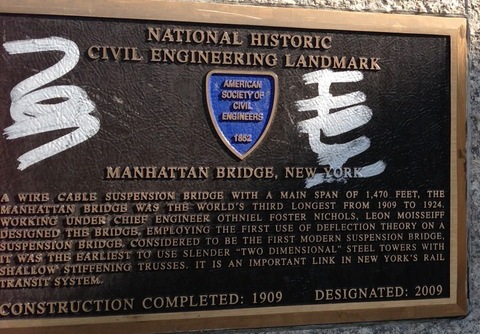 NATIONAL HISTORIC
CIVIL ENGINEERING LANDMARK
AMERICAN
SOCIETY OF
CIVIL
ENGINEERS
1852
MANHATTAN BRIDGE, NEW YORK
A WIRE CABLE SUSPENSION BRIDGE WITH A MAIN SPAN OF 1,470 FEET, THE
MANHATTAN BRIDGE WAS THE WORLD'S THIRD LONGEST FROM 1909 TO 1924.
WORKING UNDER CHIEF ENGINEER OTHNIEL FOSTER NICHOLS, LEON MOISSEIFF
DESIGNED THE BRIDGE, EMPLOYING THE FIRST USE OF DEFLECTION THEORY ON A
SUSPENSION BRIDGE. CONSIDERED TO BE THE FIRST MODERN SUSPENSION BRIDGE,
IT WAS THE EARLIEST TO USE SLENDER "TWO DIMENSIONAL" STEEL TOWERS WITH
SHALLOW STIFFENING TRUSSES. IT IS AN IMPORTANT LINK IN NEW YORK'S RAIL
TRANSIT SYSTEM.
CONSTRUCTION COMPLETED: 1909 DESIGNATED: 2009